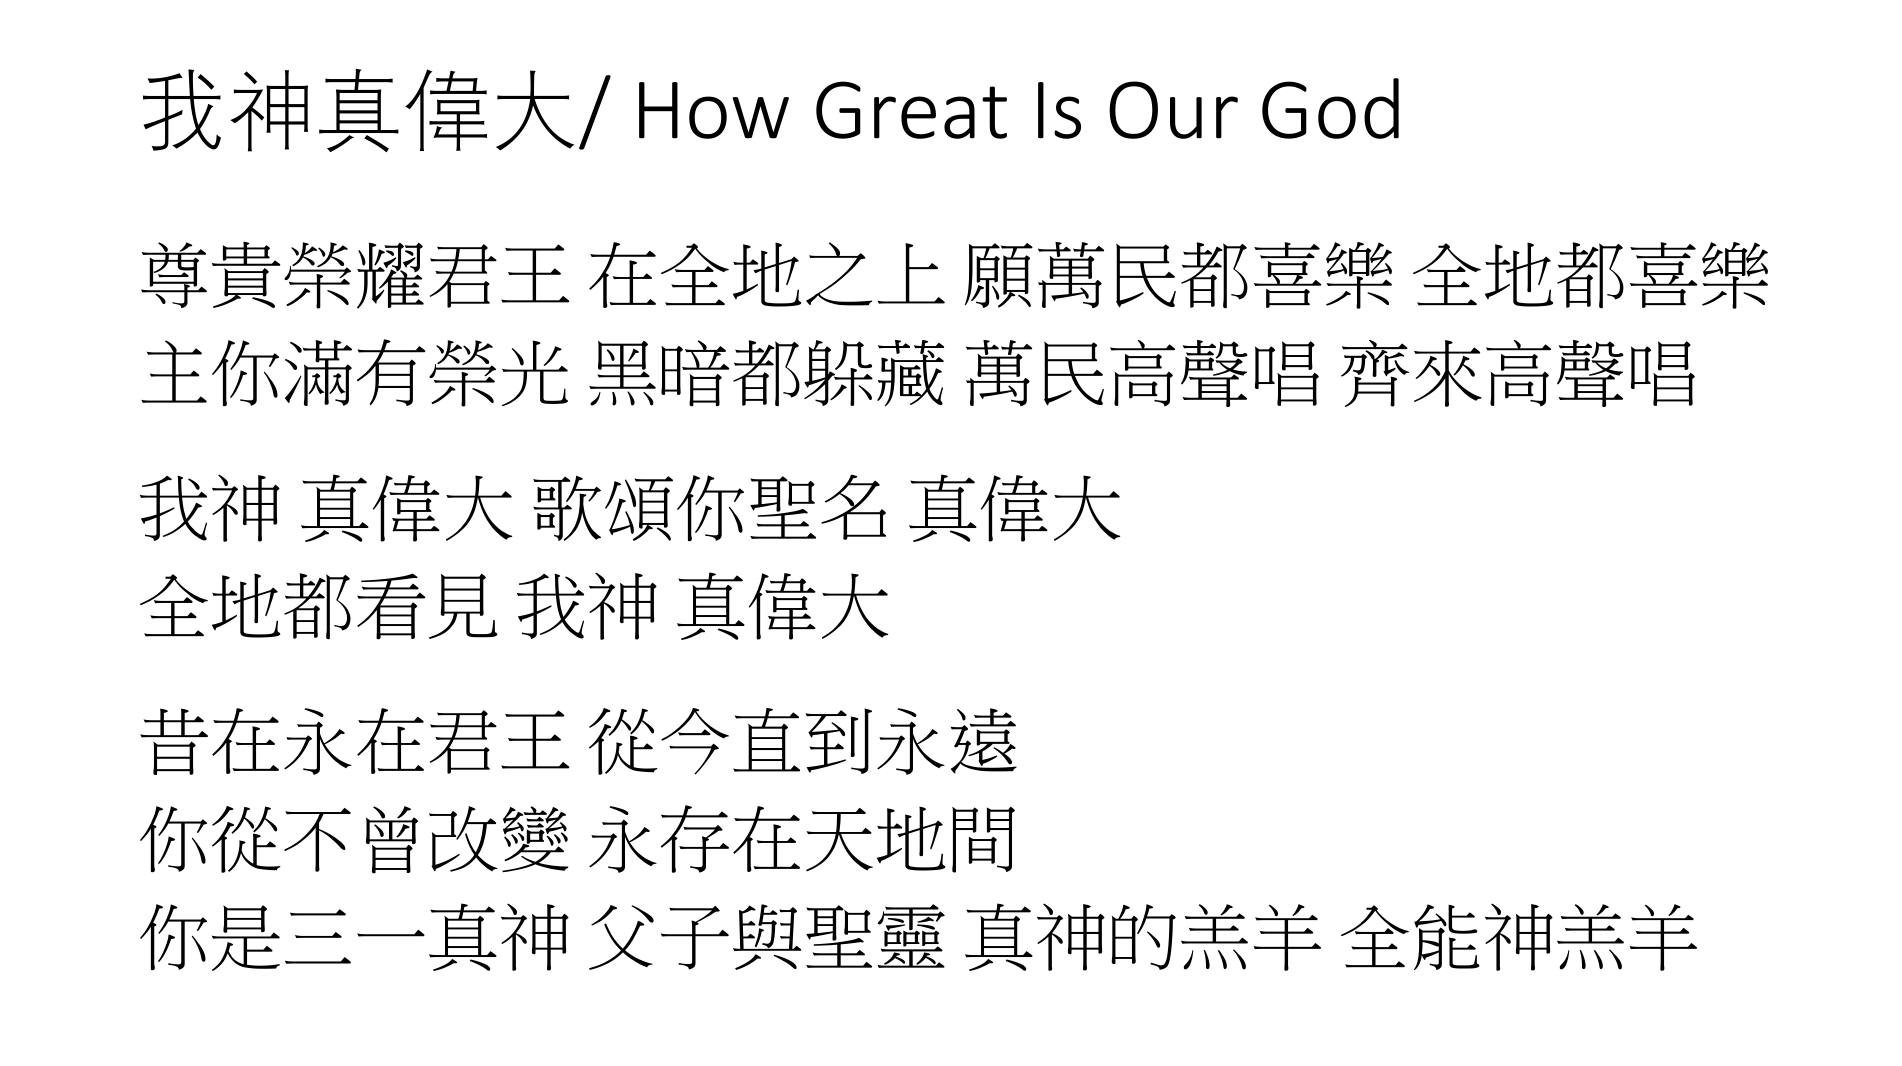 我神真偉大/ How Great Is Our God
尊貴榮耀君王 在全地之上 願萬民都喜樂 全地都喜樂
主你滿有榮光 黑暗都躲藏 萬民高聲唱 齊來高聲唱
我神 真偉大 歌頌你聖名 真偉大
全地都看見 我神 真偉大
昔在永在君王 從今直到永遠
你從不曾改變 永存在天地間
你是三一真神 父子與聖靈 真神的羔羊 全能神羔羊